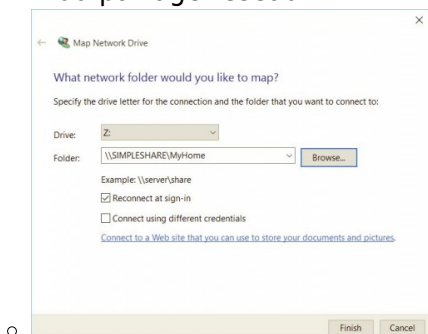 Map Network Drive
What network folder would you like to map?
Specify the drive letter for the connection and the folder that you want to connect to:
Drive: Z:
Folder: \\SIMPLESHARE\MyHome Browse...
Example: \\server\share
Reconnect at sign-in
Connect using different credentials
Connect to a Web site that you can use to store your documents and pictures.
Finish Cancel